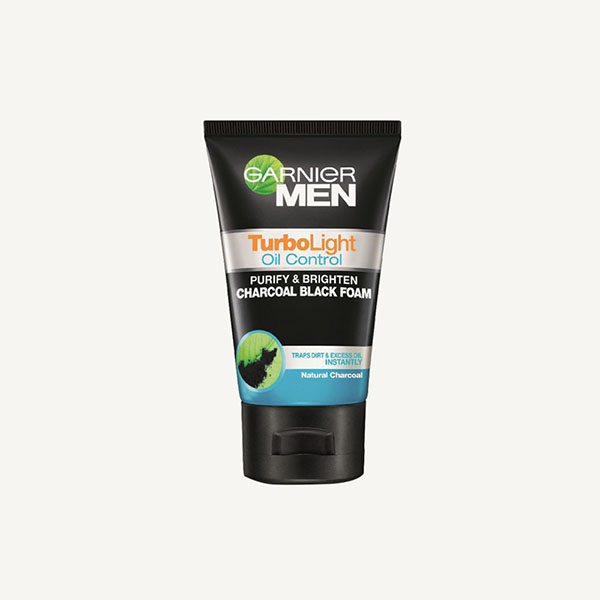 GARNIER
MEN
TurboLight
Oil Control
PURIFY & BRIGHTEN
CHARCOAL BLACK FOAM
TRAPS DIRT & EXCESS OIL
INSTANTLY
Natural Charcoal